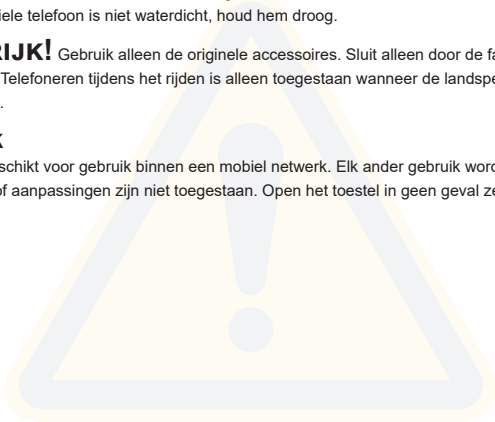 iele telefoon is niet waterdicht, houd hem droog.
RIJK! Gebruik alleen de originele accessoires. Sluit alleen door de fa
Telefoneren tijdens het rijden is alleen toegestaan wanneer de landspe
.
K
schikt voor gebruik binnen een mobiel netwerk. Elk ander gebruik word
of aanpassingen zijn niet toegestaan. Open het toestel in geen geval ze